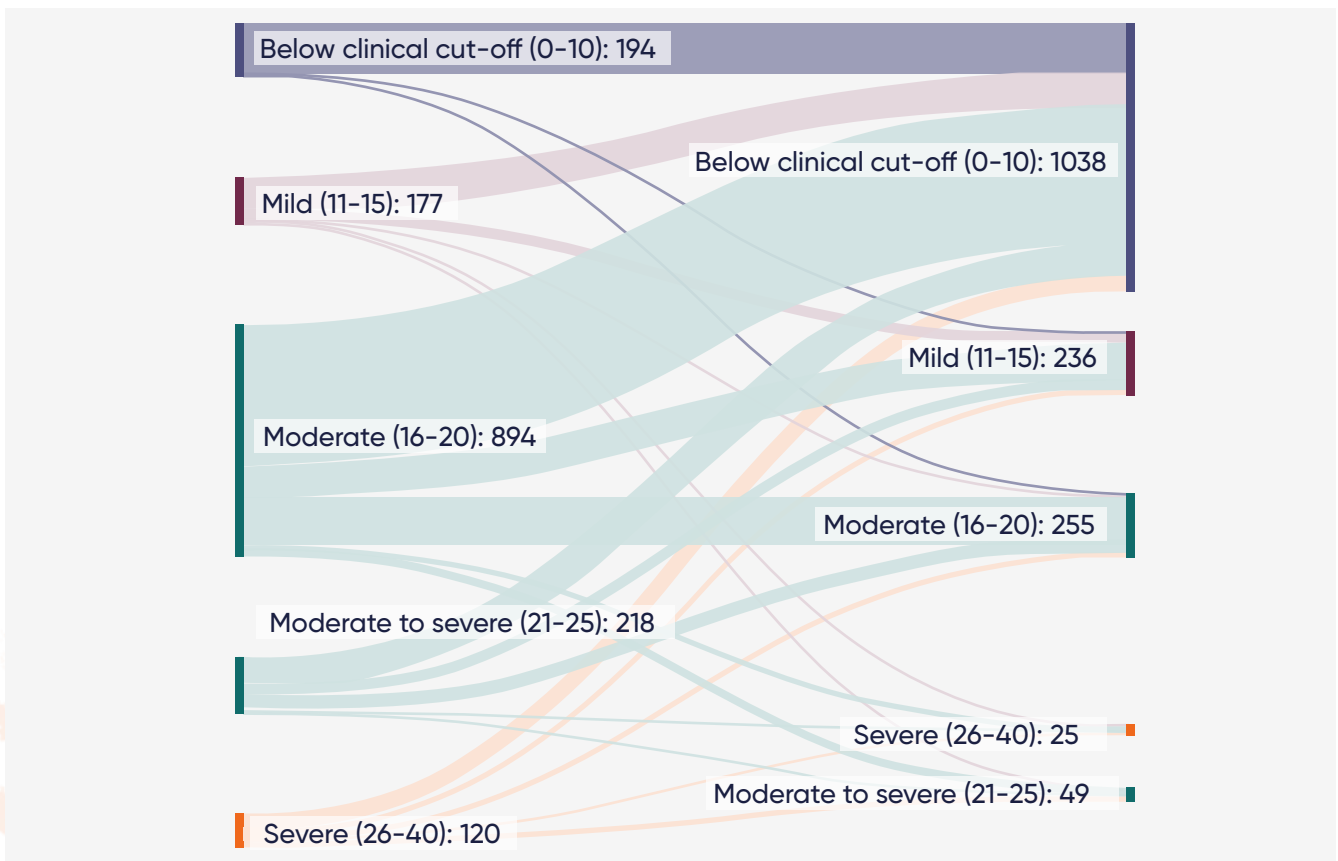 Below clinical cut-off (0-10): 194
Below clinical cut-off (0-10): 1038
Mild (11-15): 177
Mild (11-15): 236
Moderate (16-20): 894
Moderate (16-20): 255
Moderate to severe (21-25): 218
Severe (26-40): 25
Moderate to severe (21-25): 49
Severe (26-40): 120